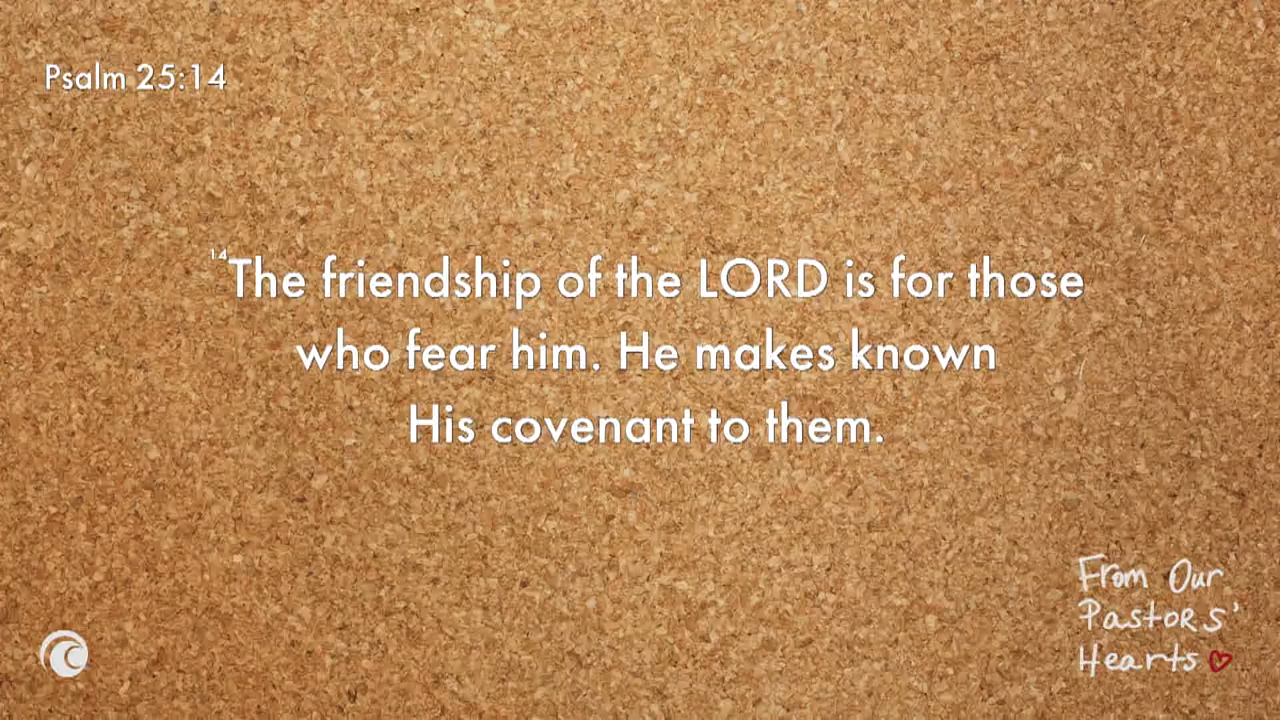 Psalm 25:14
14The friendship of the LORD is for those
who fear him. He makes known
His covenant to them.
From Our
Pastors'
Hearts